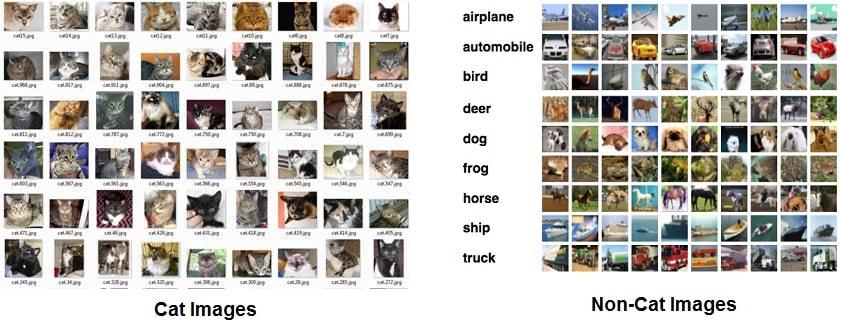 cat15.jpg cat14.jpg cat13.jpg cat12.jpg cat11.jpg cat10.jpg cat9.jpg cat8.jpg cat7.jpg
cat.968.jpg cat.917.jpg cat.911.jpg cat.904.jpg cat.897.jpg cat.89.jpg cat.888.jpg cat.878.jpg cat.875.jpg
cat.811.jpg cat.812.jpg cat.787.jpg cat.772.jpg cat.759.jpg cat.750.jpg cat.708.jpg cat.7.jpg cat.699.jpg
cat.603.jpg cat.567.jpg cat.561.jpg cat.563.jpg cat.566.jpg cat.554.jpg cat.545.jpg cat.546.jpg cat.547.jpg
cat.471.jpg cat.467.jpg cat.46.jpg cat.429.jpg cat.431.jpg cat.418.jpg cat.419.jpg cat.414.jpg cat.405.jpg
cat.345.jpg cat.34.jpg cat.328.jpg cat.320.jpg cat.308.jpg cat.300.jpg cat.29.jpg cat.285.jpg cat.272.jpg
Cat Images
airplane
automobile
bird
deer
dog
frog
horse
ship
truck
Non-Cat Images